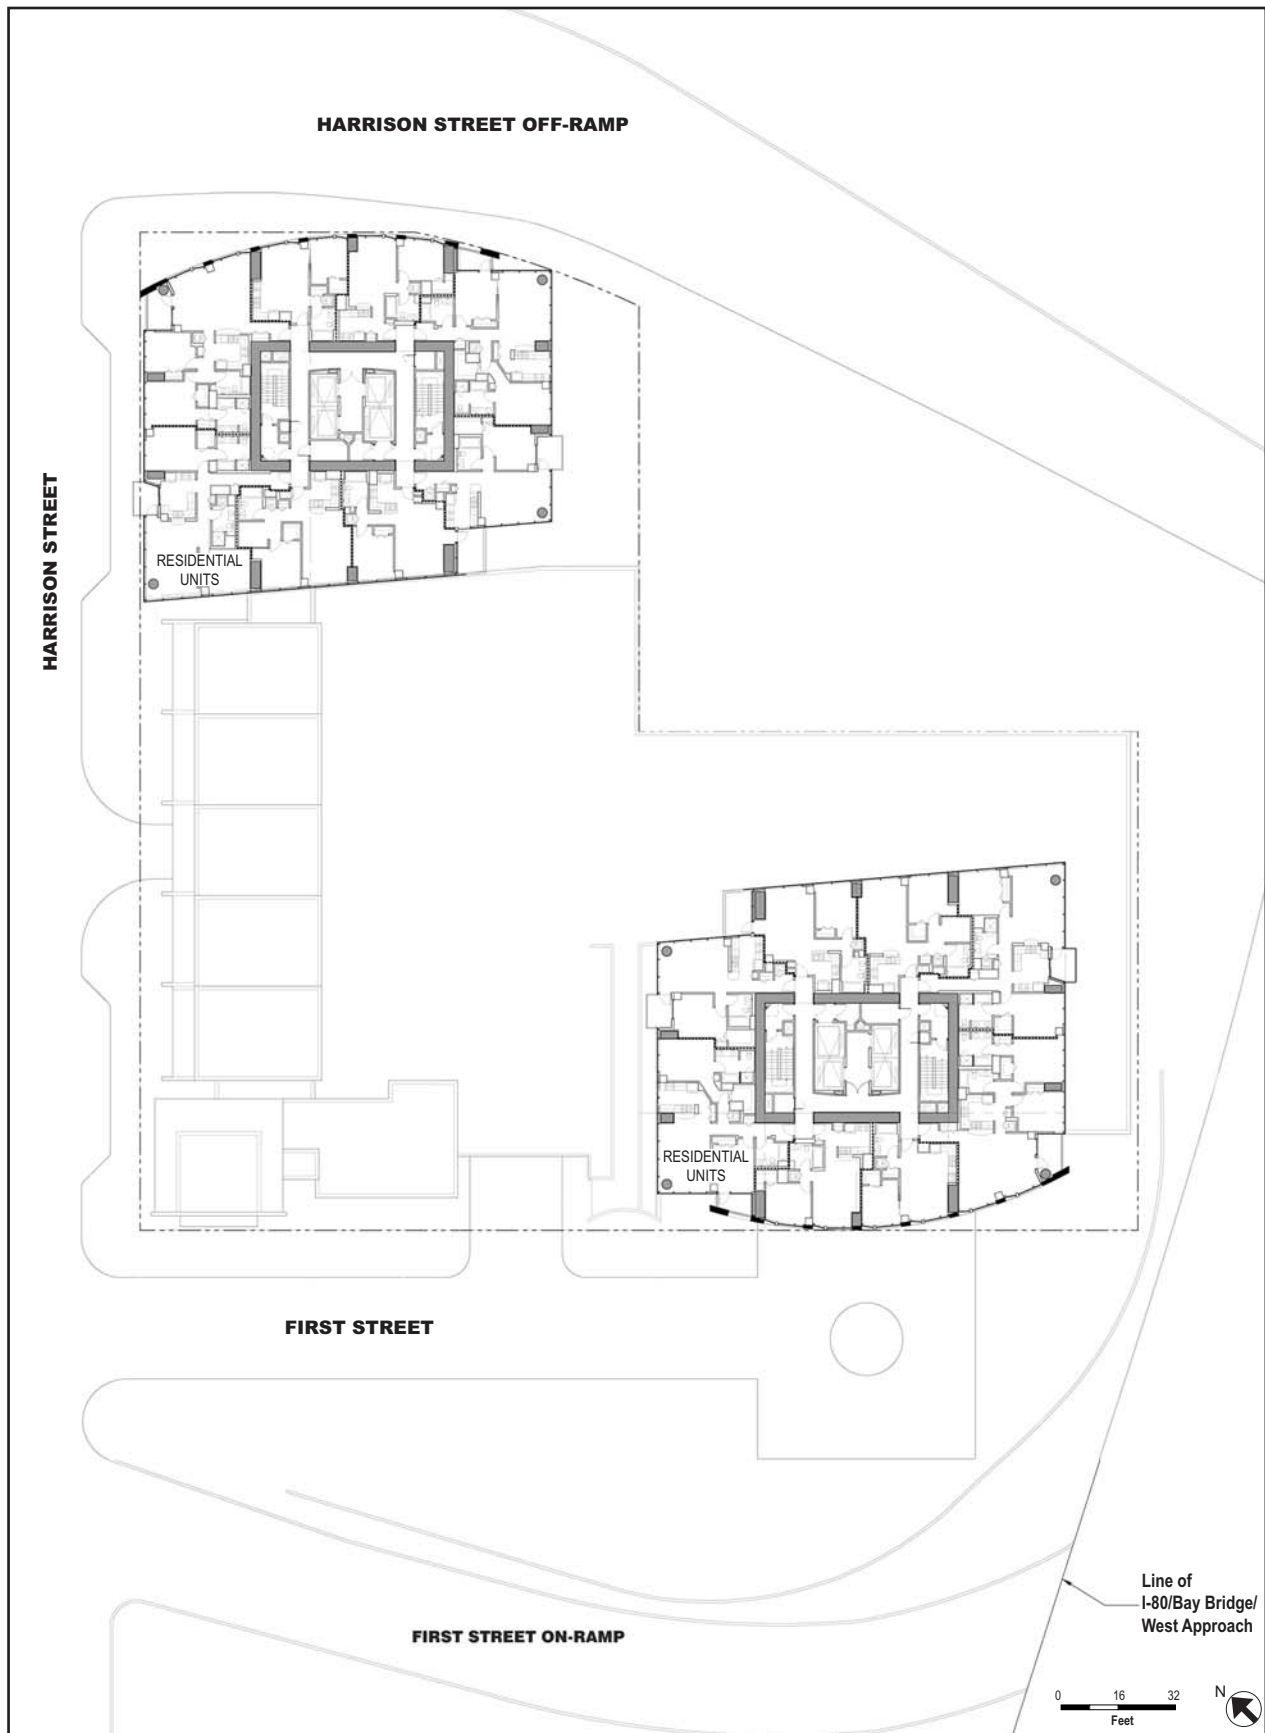 HARRISON STREET OFF-RAMP
HARRISON STREET
RESIDENTIAL
UNITS
RESIDENTIAL
UNITS
FIRST STREET
Line of
I-80/Bay Bridge/
West Approach
FIRST STREET ON-RAMP
0 16 32
Feet
N